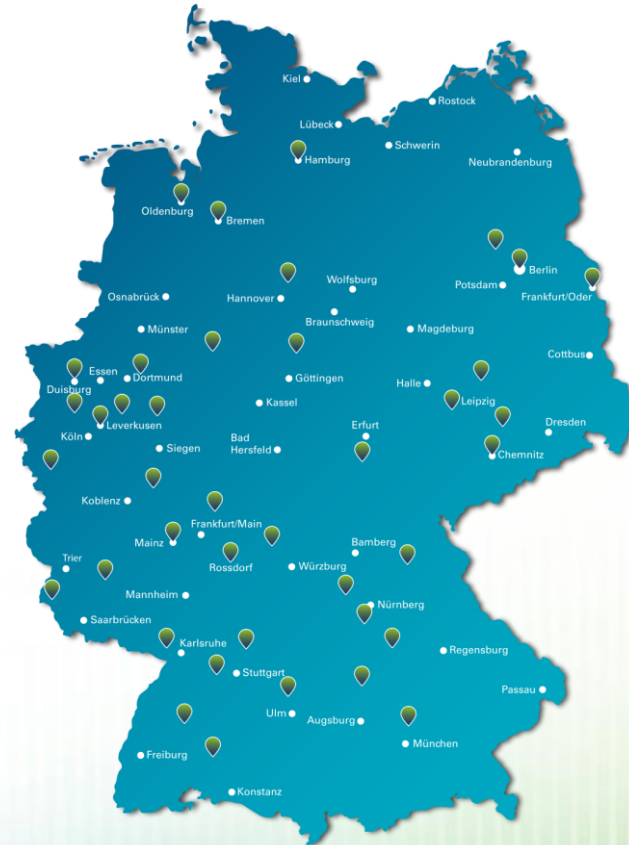 Kiel
Rostock
Lübeck
Schwerin
Hamburg
Neubrandenburg
Oldenburg
Bremen
Berlin
Potsdam
Frankfurt/Oder
Wolfsburg
Osnabrück
Hannover
Braunschweig
Münster
Magdeburg
Cottbus
Essen
Dortmund
Duisburg
Göttingen
Halle
Kassel
Leipzig
Leverkusen
Köln
Erfurt
Dresden
Siegen
Bad
Hersfeld
Chemnitz
Koblenz
Frankfurt/Main
Mainz
Bamberg
Trier
Rossdorf
Würzburg
Mannheim
Nürnberg
Saarbrücken
Karlsruhe
Regensburg
Stuttgart
Passau
Ulm
Augsburg
München
Freiburg
Konstanz